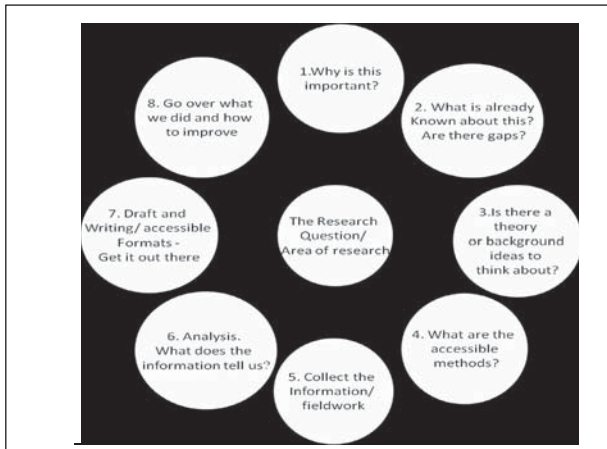 1.Why is this
important?
2. What is already
Known about this?
Are there gaps?
3.Is there a
theory
or background
ideas to
think about?
4. What are the
accessible
methods?
5. Collect the
Information/
fieldwork
6. Analysis.
What does the
information tell us?
7. Draft and
Writing/ accessible
Formats -
Get it out there
8. Go over what
we did and how
to improve
The Research
Question/
Area of research